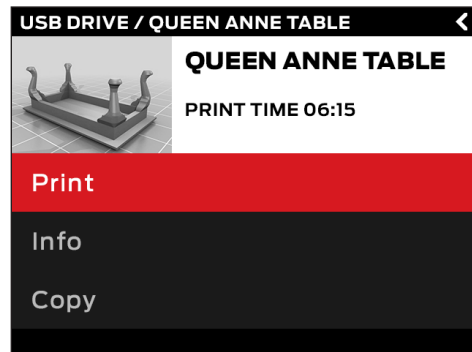 USB DRIVE / QUEEN ANNE TABLE
QUEEN ANNE TABLE
PRINT TIME 06:15
Print
Info
Copy